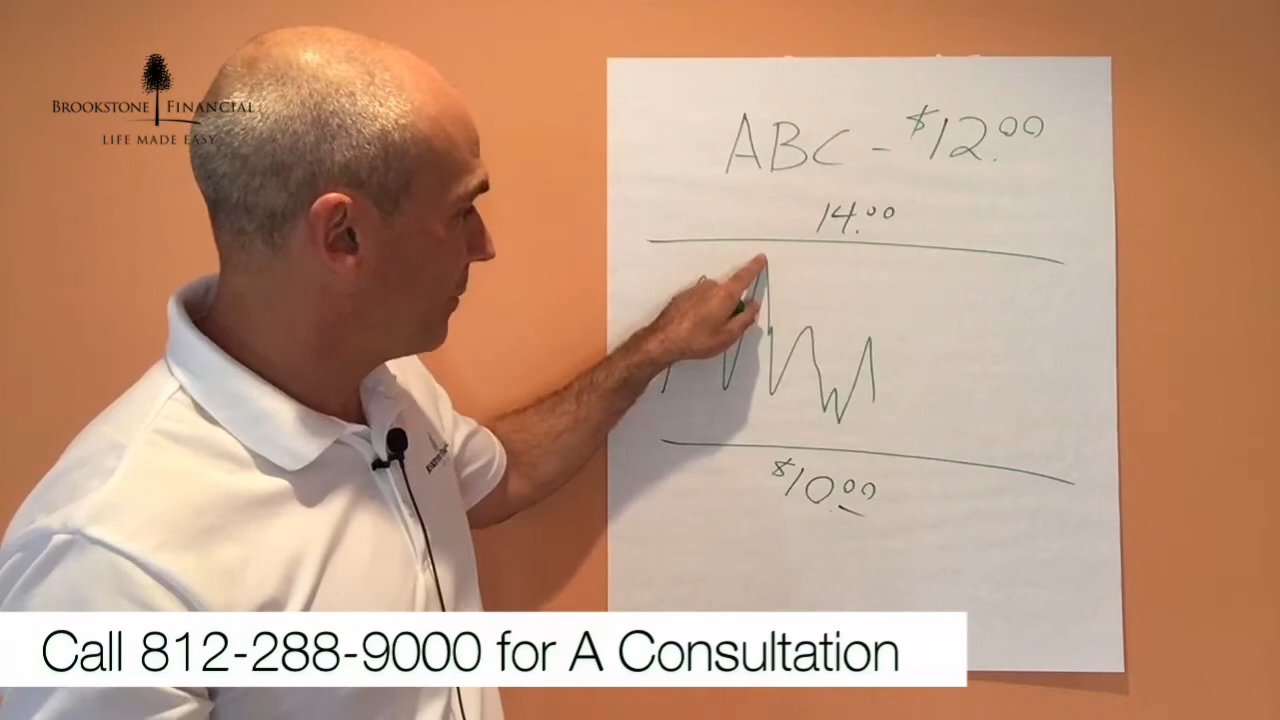 BROOKSTONE FINANCIAL
LIFE MADE EASY
ABC - $12.00
14.00
$10.00
Call 812-288-9000 for A Consultation